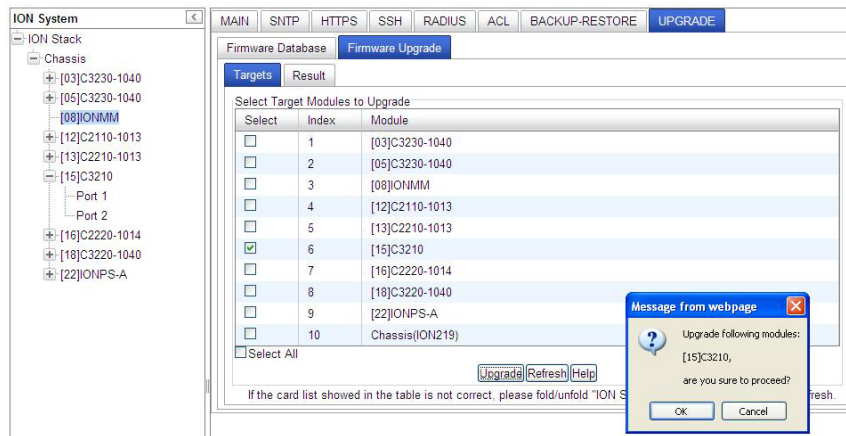 ION System
ION Stack
Chassis
[03]C3230-1040
[05]C3230-1040
[08]IONMM
[12]C2110-1013
[13]C2210-1013
[15]C3210
Port 1
Port 2
[16]C2220-1014
[18]C3220-1040
[22]IONPS-A
MAIN SNTP HTTPS SSH RADIUS ACL BACKUP-RESTORE UPGRADE
Firmware Database Firmware Upgrade
Targets Result
Select Target Modules to Upgrade
Select Index Module
1 [03]C3230-1040
2 [05]C3230-1040
3 [08]IONMM
4 [12]C2110-1013
5 [13]C2210-1013
6 [15]C3210
7 [16]C2220-1014
8 [18]C3220-1040
9 [22]IONPS-A
10 Chassis(ION219)
Select All
Upgrade Refresh Help
If the card list showed in the table is not correct, please fold/unfold "ION S
fresh.
Message from webpage
Upgrade following modules:
[15]C3210,
are you sure to proceed?
OK Cancel